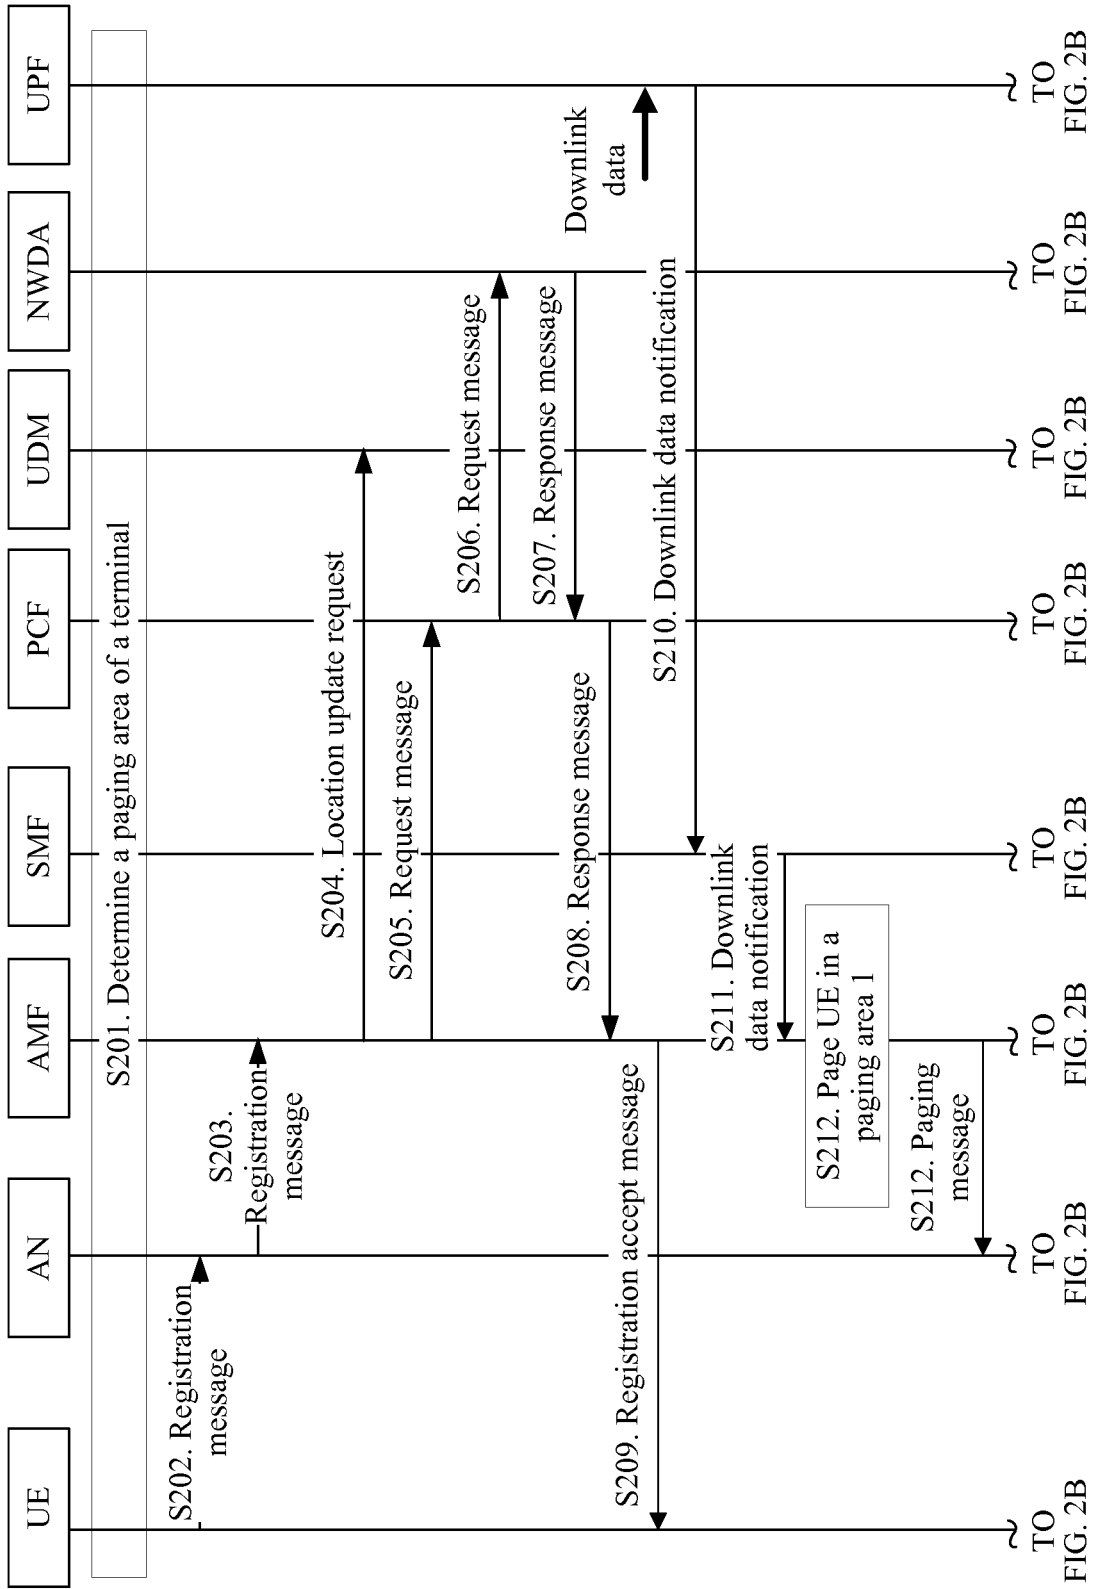 UE
AN
AMF
SMF
PCF
UDM
NWDA
UPF
S201. Determine a paging area of a terminal
S202. Registration
message
S203.
Registration
message
S204. Location update request
S205. Request message
S206. Request message
S207. Response message
S208. Response message
Downlink
data
S209. Registration accept message
S210. Downlink data notification
S211. Downlink
data notification
S212. Page UE in a
paging area 1
S212. Paging
message
TO
FIG. 2B
TO
FIG. 2B
TO
FIG. 2B
TO
FIG. 2B
TO
FIG. 2B
TO
FIG. 2B
TO
FIG. 2B
TO
FIG. 2B